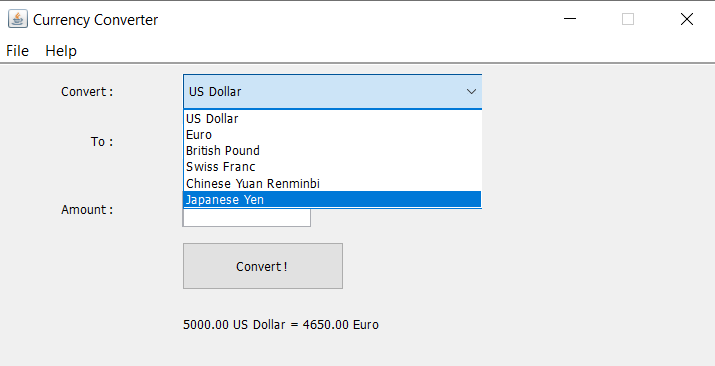 Currency Converter
File Help
Convert :
US Dollar
US Dollar
Euro
British Pound
Swiss Franc
Chinese Yuan Renminbi
Japanese Yen
To :
Amount :
Convert !
5000.00 US Dollar = 4650.00 Euro